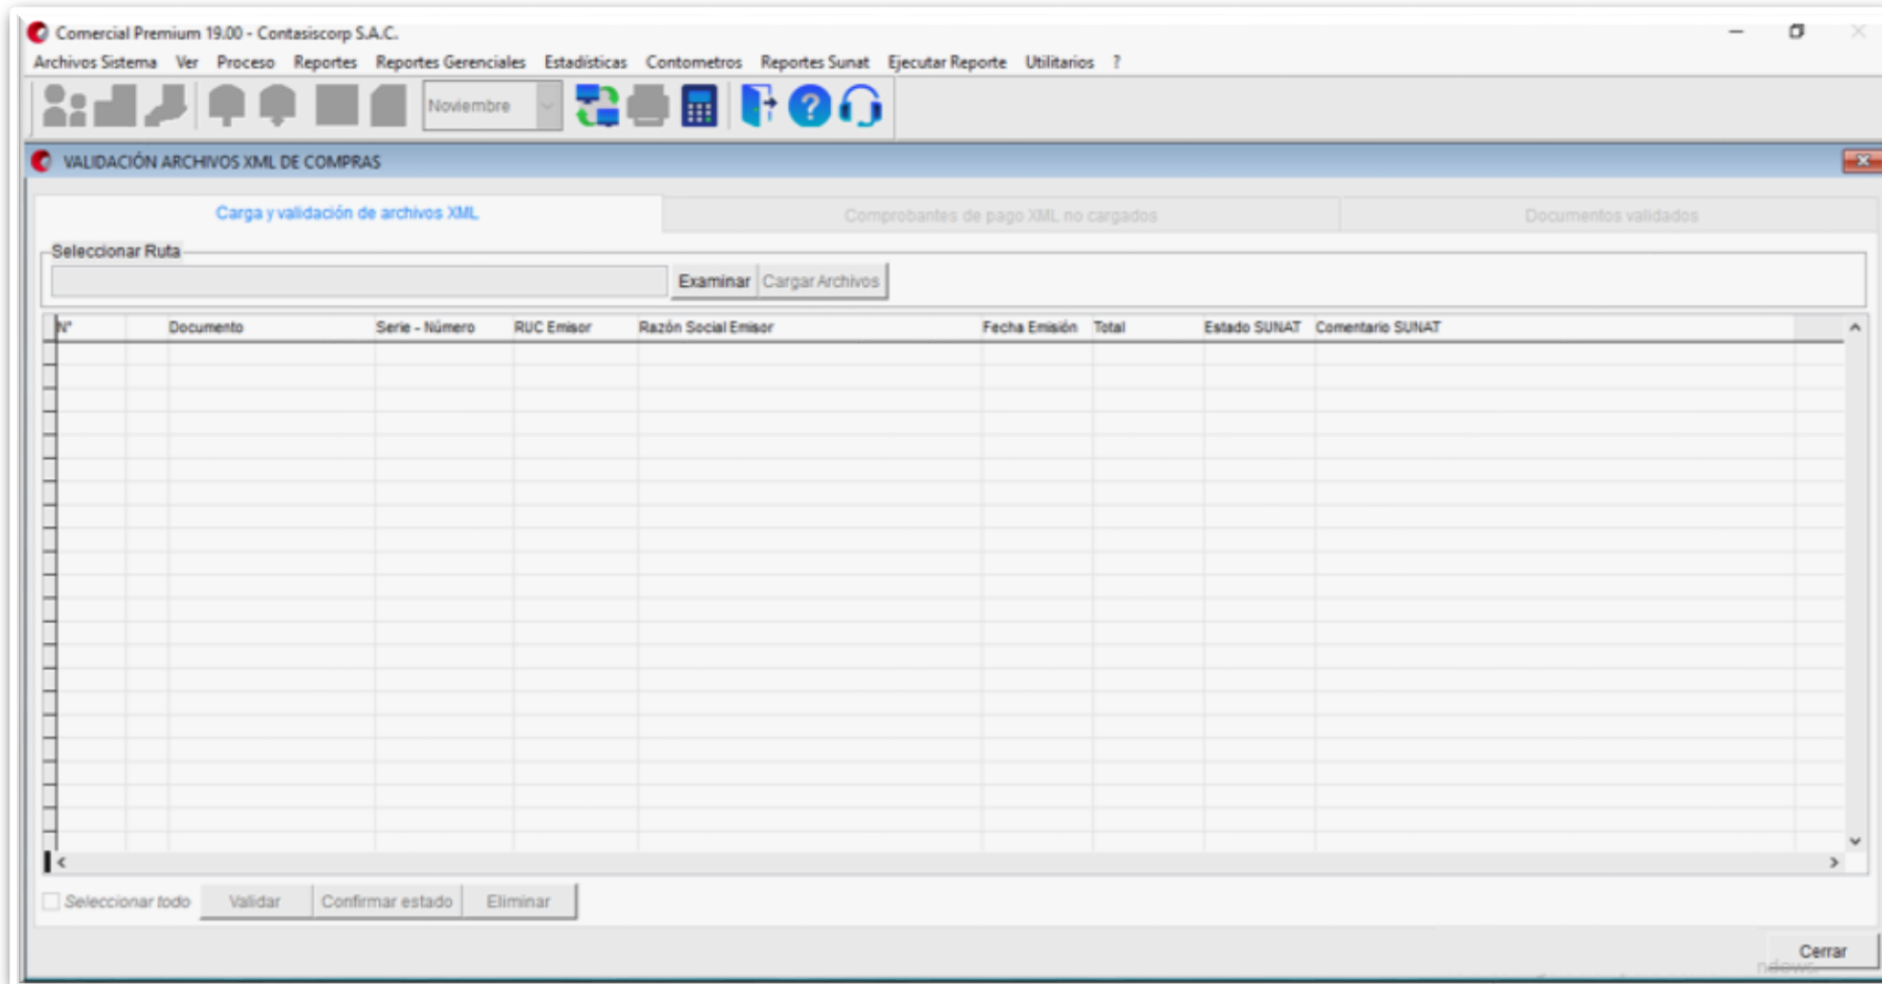 Comercial Premium 19.00 - Contasiscorp S.A.C.
Archivos Sistema Ver Proceso Reportes Reportes Gerenciales Estadísticas Contometros Reportes Sunat Ejecutar Reporte Utilitarios ?
Noviembre
VALIDACIÓN ARCHIVOS XML DE COMPRAS
Carga y validación de archivos XML Comprobantes de pago XML no cargados Documentos validados
Seleccionar Ruta
Examinar Cargar Archivos
N° Documento Serie - Número RUC Emisor Razón Social Emisor Fecha Emisión Total Estado SUNAT Comentario SUNAT
Seleccionar todo Validar Confirmar estado Eliminar
Cerrar